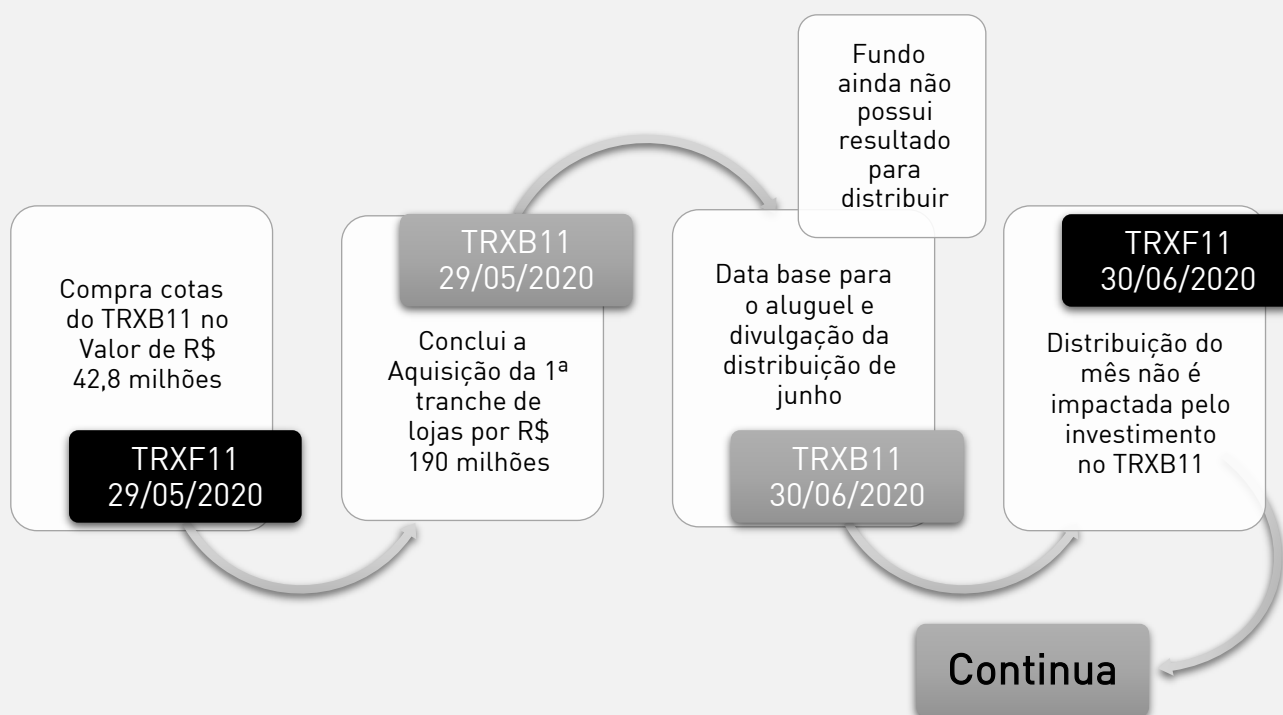 Compra cotas
do TRXB11 no
Valor de R$
42,8 milhões
TRXF11
29/05/2020
TRXB11
29/05/2020
Conclui a
Aquisição da 1ª
tranche de
lojas por R$
190 milhões
Fundo
ainda não
possui
resultado
para
distribuir
Data base para
o aluguel e
divulgação da
distribuição de
junho
TRXB11
30/06/2020
TRXF11
30/06/2020
Distribuição do
mês não é
impactada pelo
investimento
no TRXB11
Continua